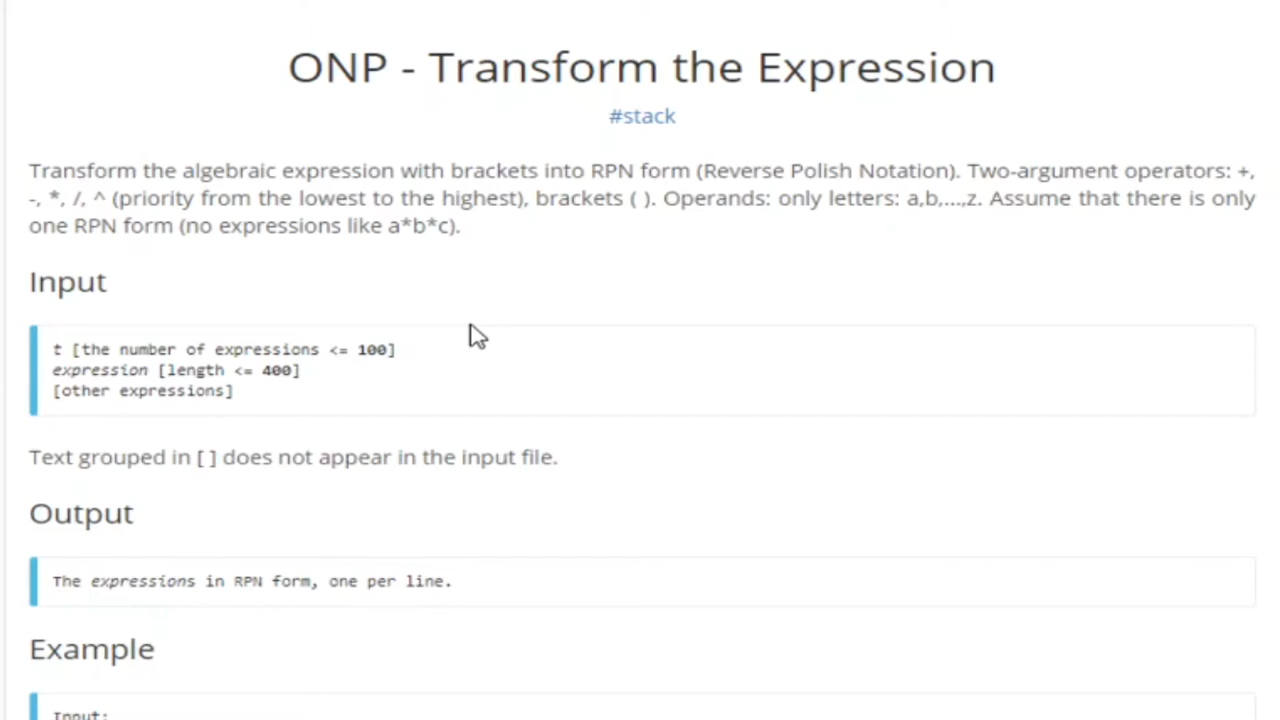 ONP - Transform the Expression
#stack
Transform the algebraic expression with brackets into RPN form (Reverse Polish Notation). Two-argument operators: +,
-, *, /, ^ (priority from the lowest to the highest), brackets ( ). Operands: only letters: a,b,...,z. Assume that there is only
one RPN form (no expressions like a*b*c).
Input
t [the number of expressions <= 100]
expression [length <= 400]
[other expressions]
Text grouped in [ ] does not appear in the input file.
Output
The expressions in RPN form, one per line.
Example
Input: